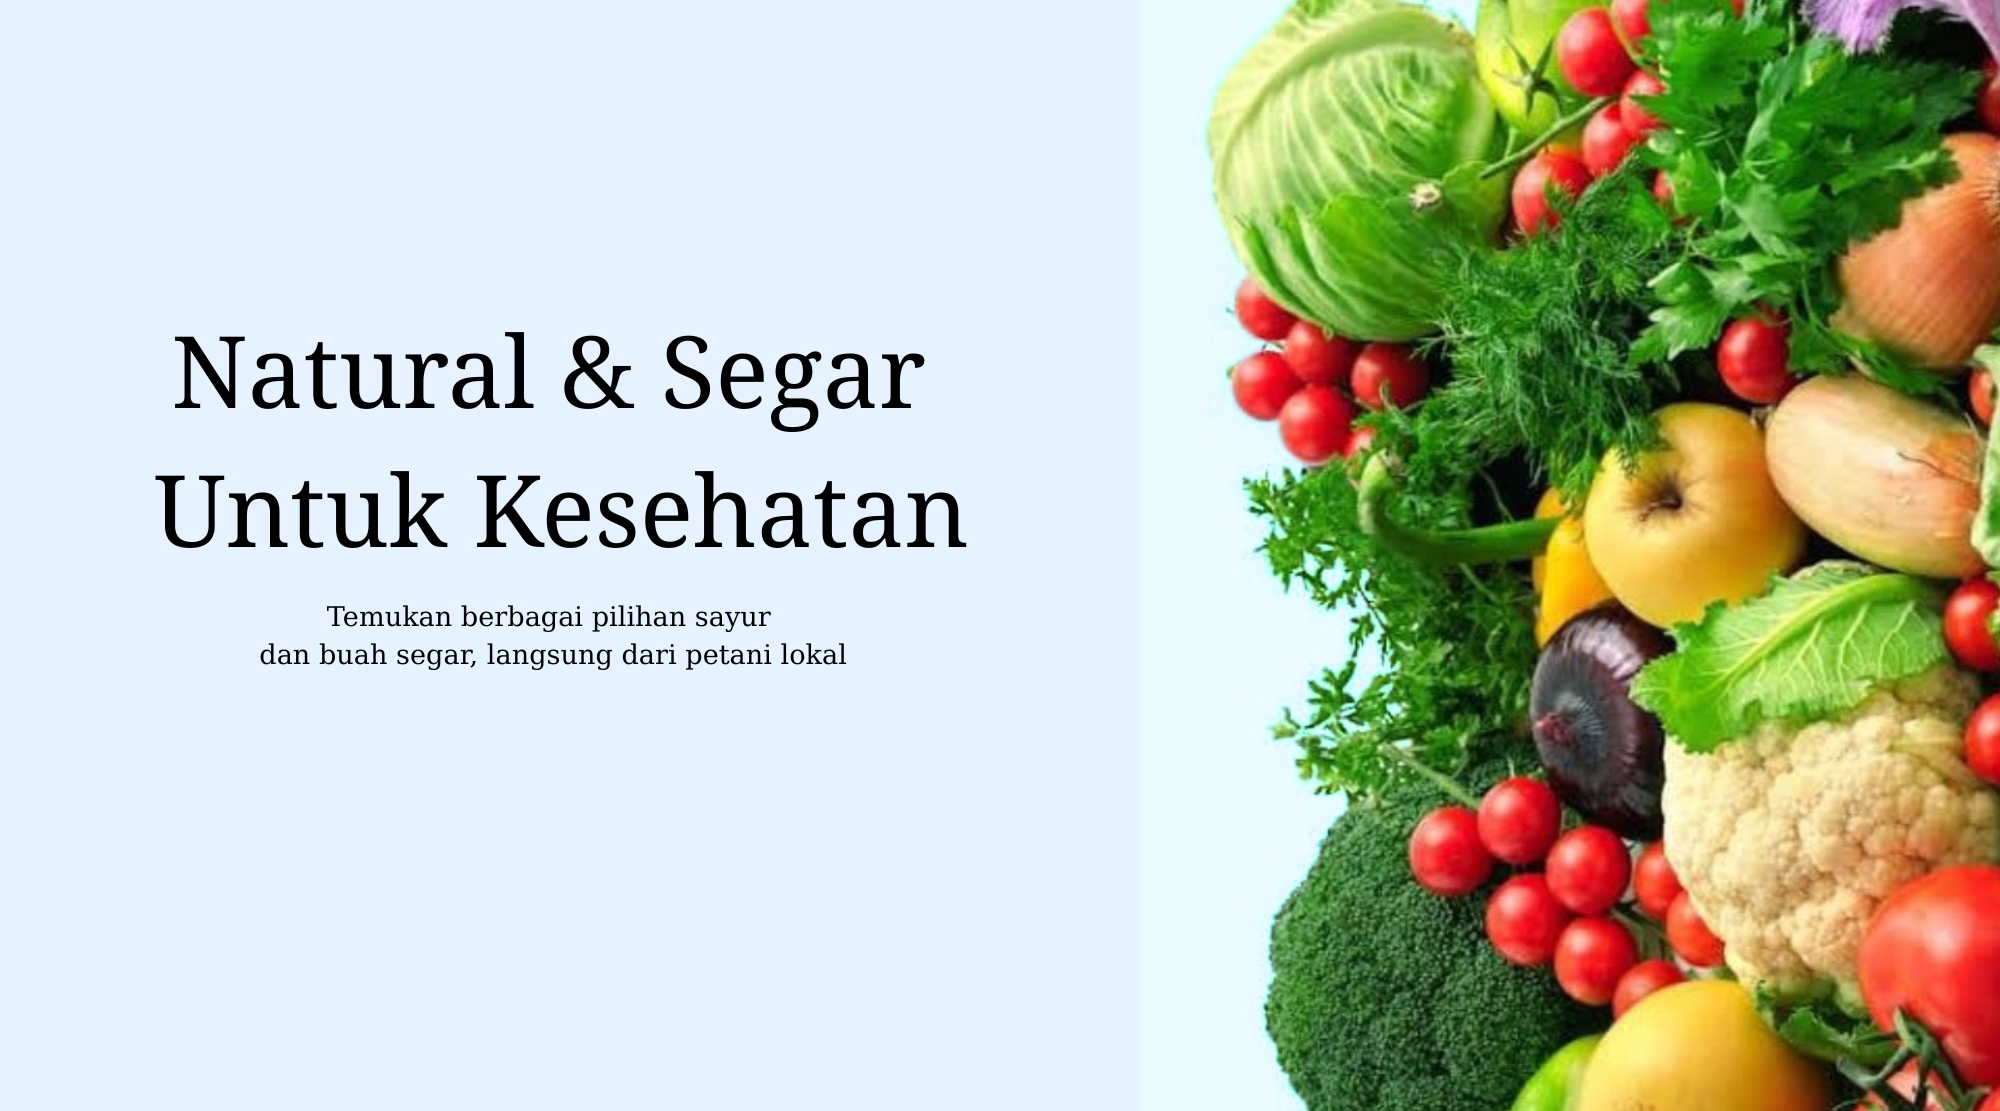 Natural & Segar
Untuk Kesehatan
Temukan berbagai pilihan sayur
dan buah segar, langsung dari petani lokal